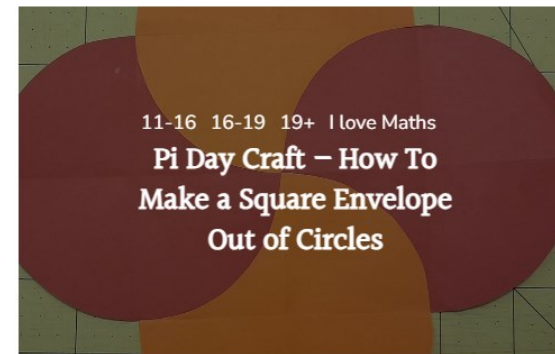 11-16 16-19 19+ I love Maths
Pi Day Craft – How To
Make a Square Envelope
Out of Circles